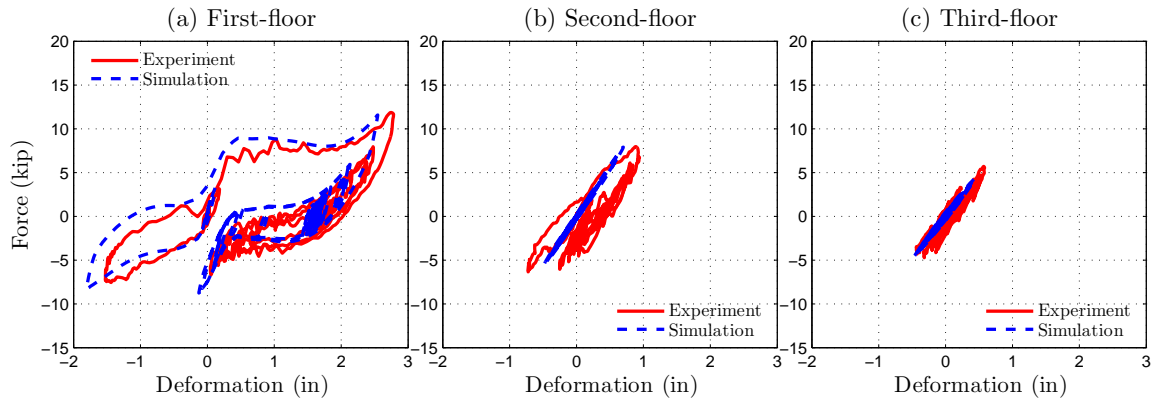 (a) First-floor
(b) Second-floor
(c) Third-floor
Force (kip)
20
15
10
5
0
−5
−10
−15
−2 −1 0 1 2 3
Deformation (in)
Experiment
Simulation
20
15
10
5
0
−5
−10
−15
−2 −1 0 1 2 3
Deformation (in)
Experiment
Simulation
20
15
10
5
0
−5
−10
−15
−2 −1 0 1 2 3
Deformation (in)
Experiment
Simulation